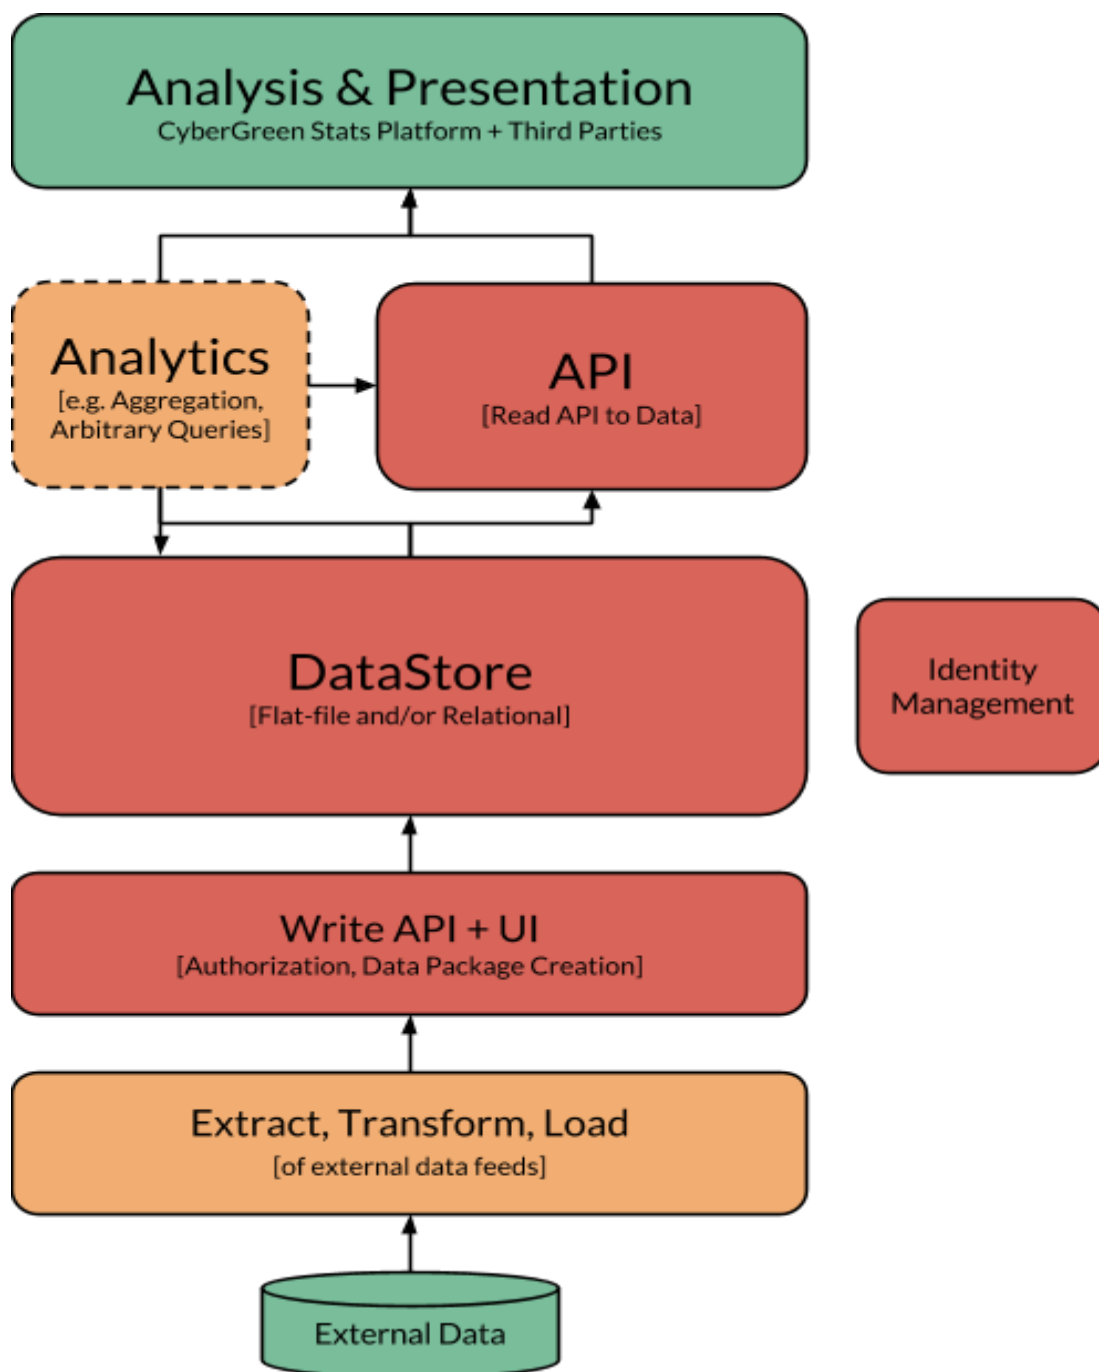 Analysis & Presentation
CyberGreen Stats Platform + Third Parties
Analytics
[e.g. Aggregation,
Arbitrary Queries]
API
[Read API to Data]
DataStore
[Flat-file and/or Relational]
Identity
Management
Write API + UI
[Authorization, Data Package Creation]
Extract, Transform, Load
[of external data feeds]
External Data